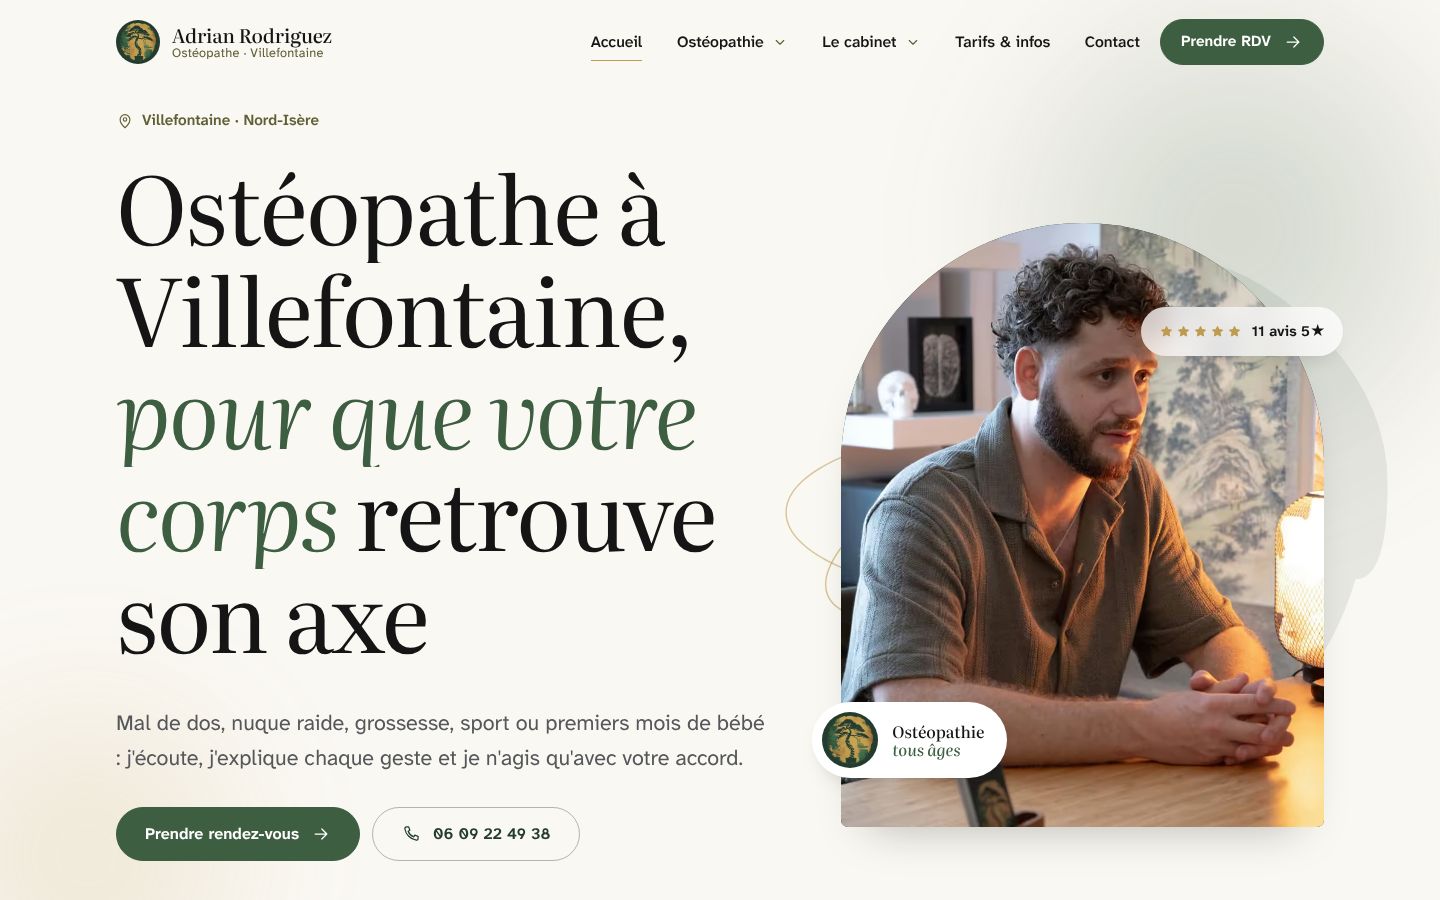 Adrian Rodriguez
Ostéopathe · Villefontaine
Accueil
Ostéopathie
Le cabinet
Tarifs & infos
Contact
Prendre RDV
Villefontaine · Nord-Isère
Ostéopathe à
Villefontaine,
pour que votre
corps retrouve
son axe
11 avis 5★
Mal de dos, nuque raide, grossesse, sport ou premiers mois de bébé
: j'écoute, j'explique chaque geste et je n'agis qu'avec votre accord.
Ostéopathie
tous âges
Prendre rendez-vous
06 09 22 49 38